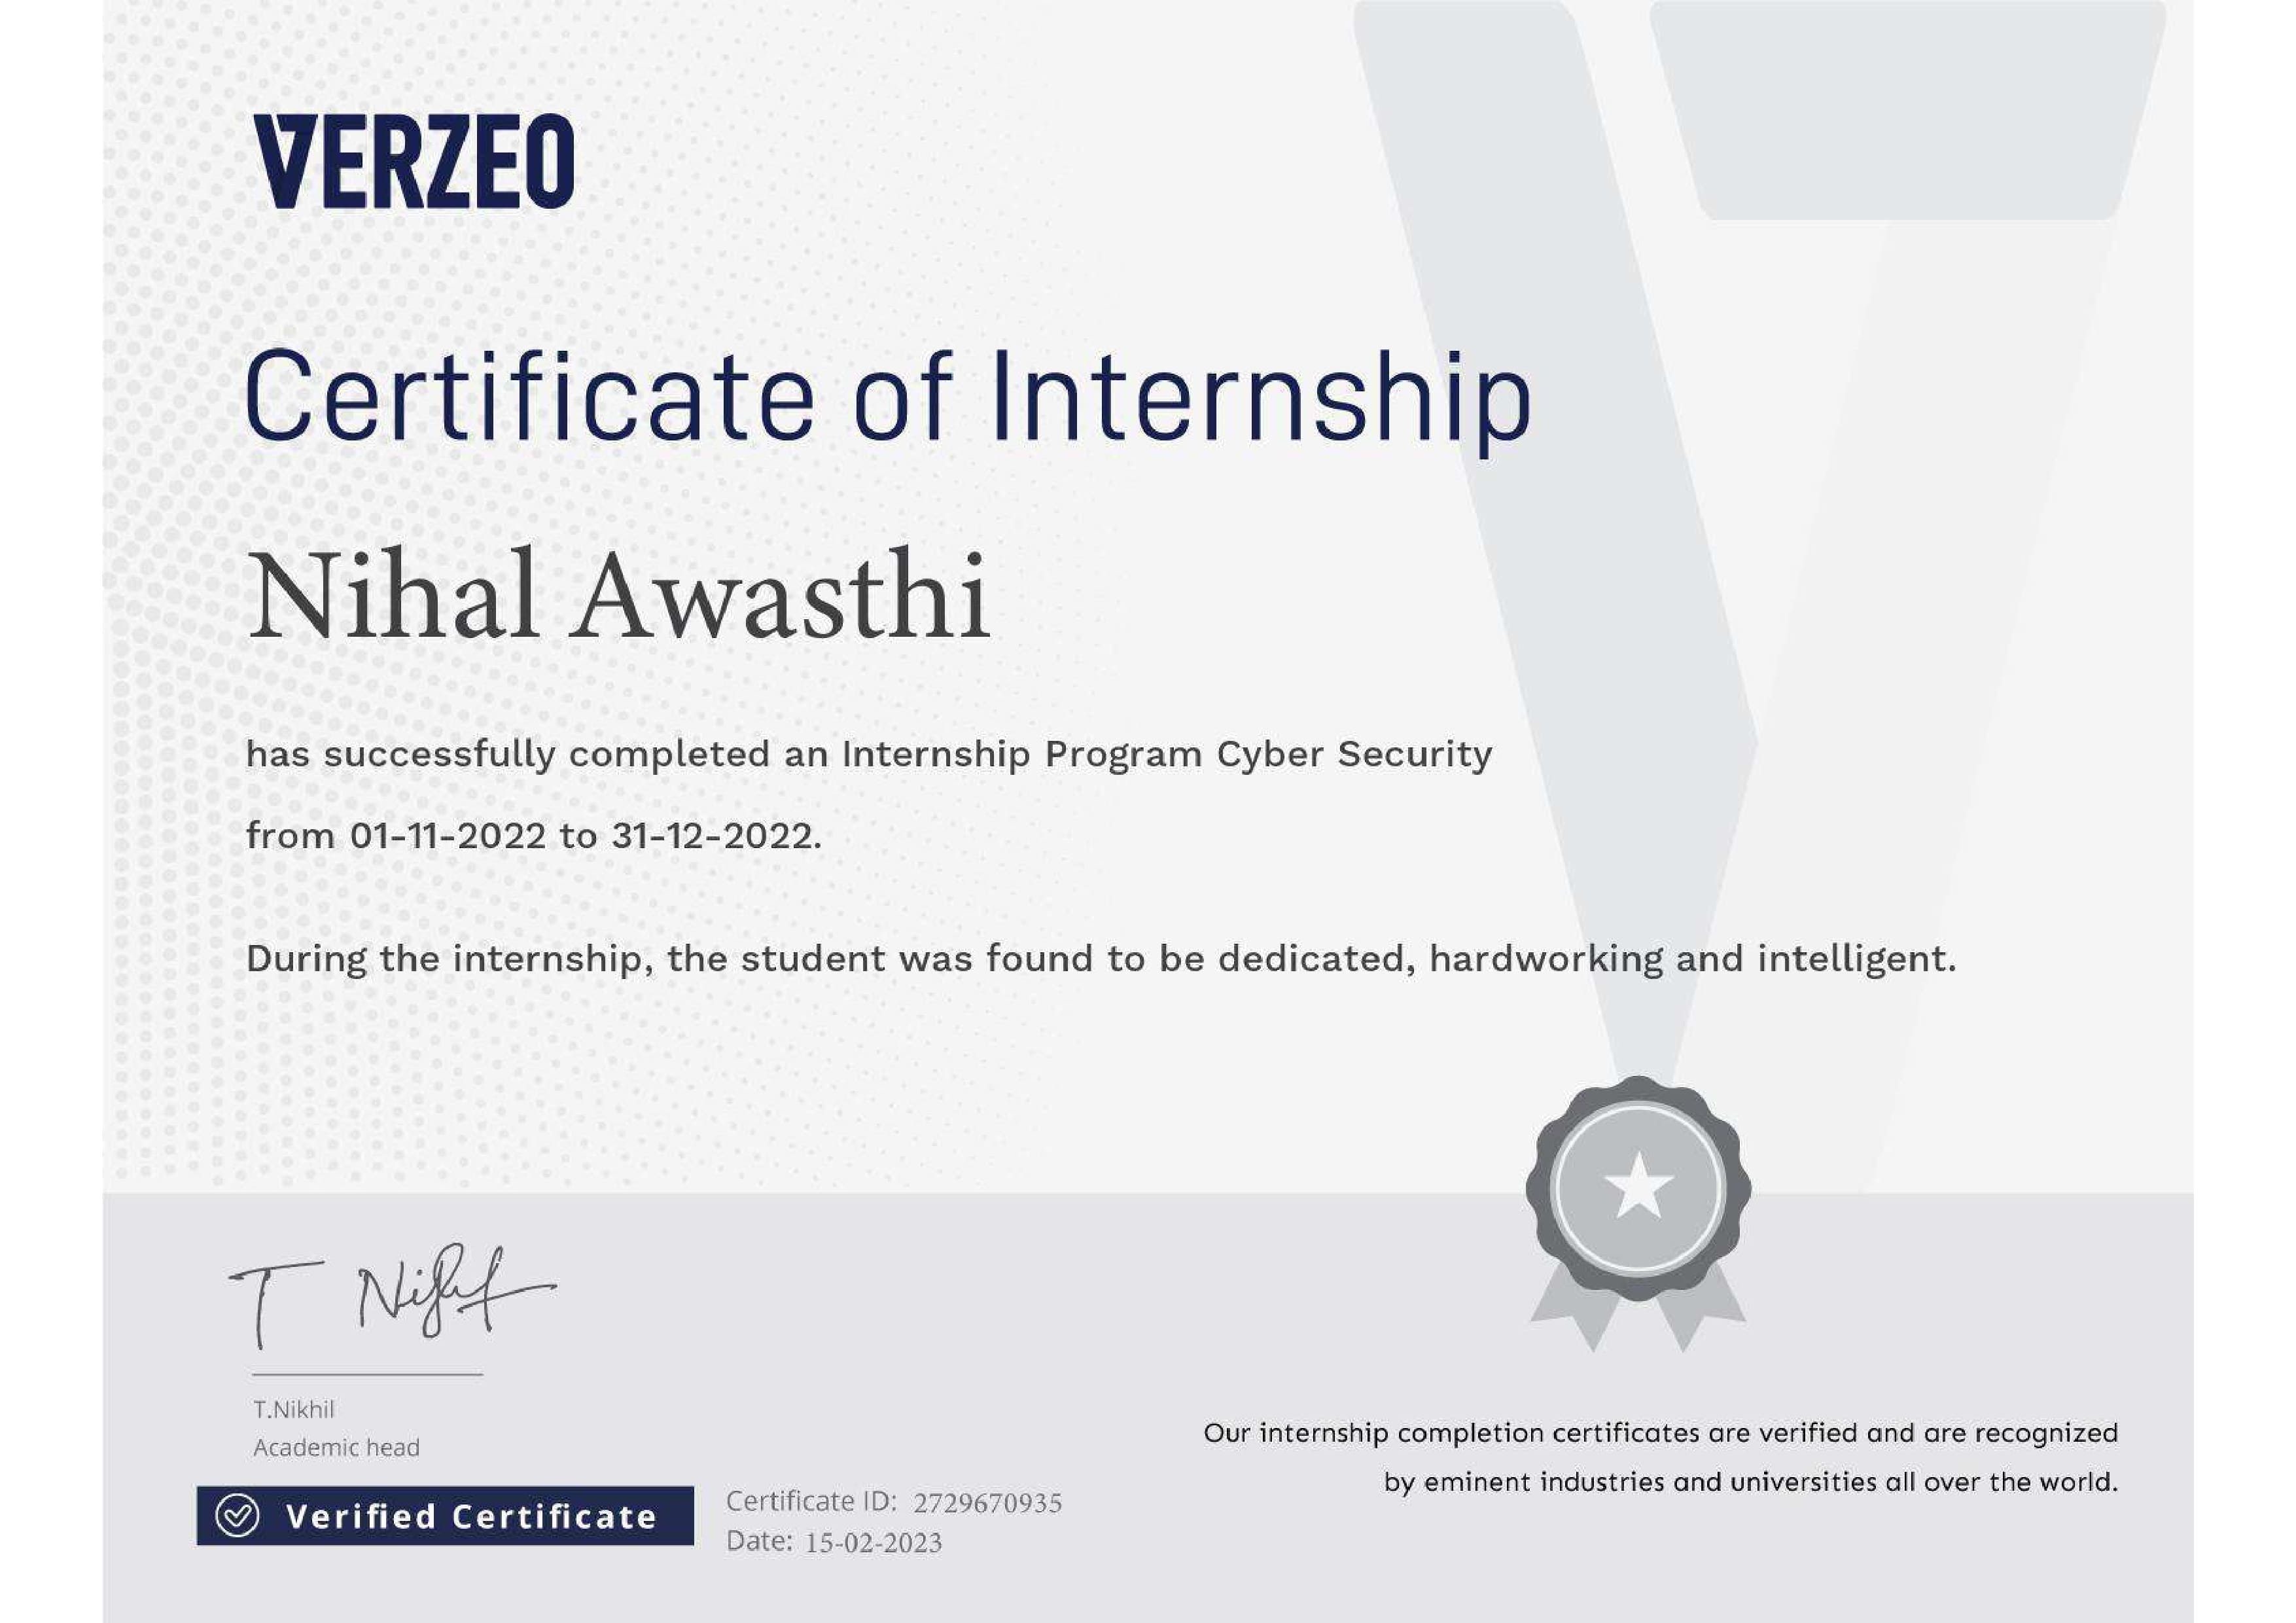 VERZEO
Certificate of Internship
Nihal Awasthi
has successfully completed an Internship Program Cyber Security
from 01-11-2022 to 31-12-2022.
During the internship, the student was found to be dedicated, hardworking and intelligent.
T Nikhil
T.Nikhil
Academic head
Verified Certificate
Certificate ID: 2729670935
Date: 15-02-2023
Our internship completion certificates are verified and are recognized
by eminent industries and universities all over the world.